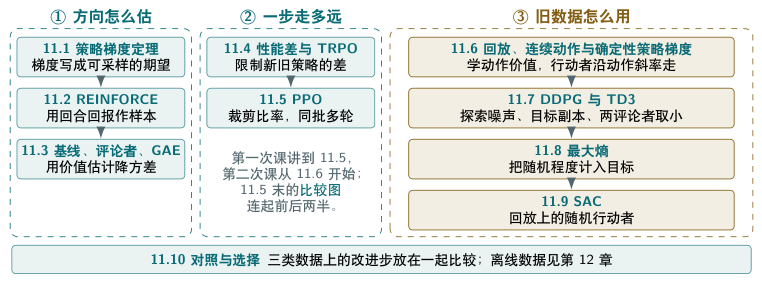 ① 方向怎么估
11.1 策略梯度定理
梯度写成可采样的期望
11.2 REINFORCE
用回合回报作样本
11.3 基线、评论者、GAE
用价值估计降方差
② 一步走多远
11.4 性能差与 TRPO
限制新旧策略的差
11.5 PPO
裁剪比率，同批多轮
第一次课讲到 11.5，
第二次课从 11.6 开始；
11.5 末的比较图
连起前后两半。
③ 旧数据怎么用
11.6 回放、连续动作与确定性策略梯度
学动作价值，行动者沿动作斜率走
11.7 DDPG 与 TD3
探索噪声、目标副本、两评论者取小
11.8 最大熵
把随机程度计入目标
11.9 SAC
回放上的随机行动者
11.10 对照与选择 三类数据上的改进步放在一起比较；离线数据见第 12 章